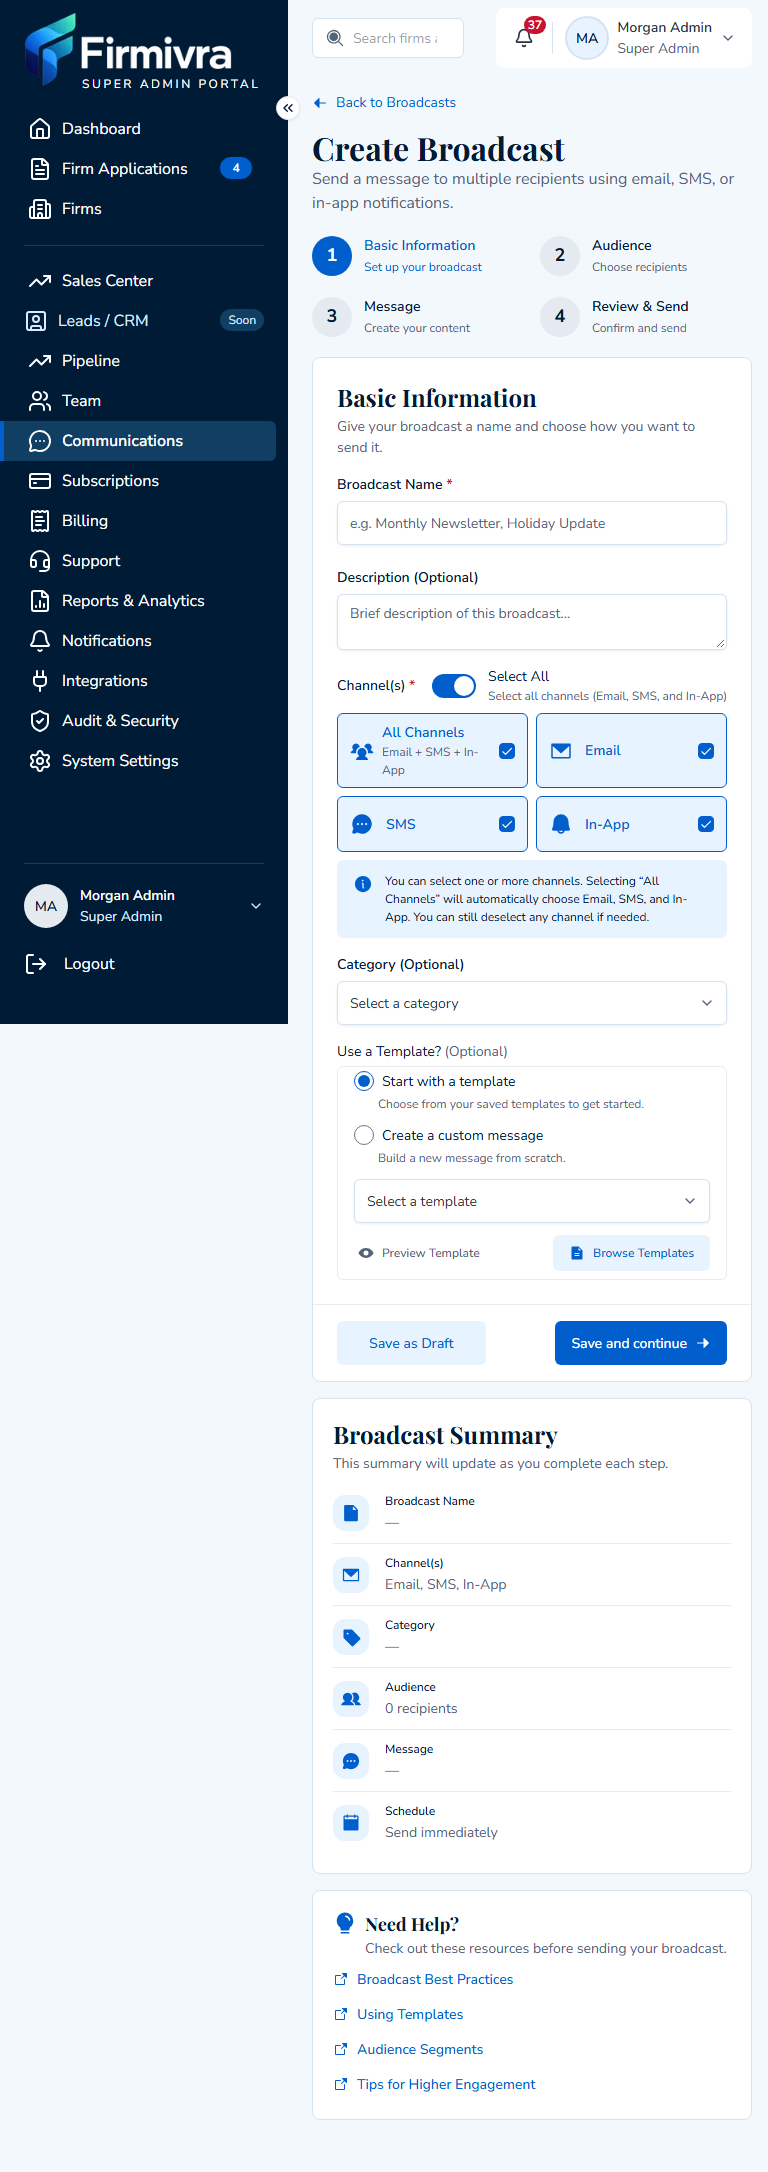 Firmivra
SUPER ADMIN PORTAL
Dashboard
Firm Applications
4
Firms
Sales Center
Leads / CRM
Soon
Pipeline
Team
Communications
Subscriptions
Billing
Support
Reports & Analytics
Notifications
Integrations
Audit & Security
System Settings
MA
Morgan Admin
Super Admin
Logout
Search firms
37
MA
Morgan Admin
Super Admin
Back to Broadcasts
Create Broadcast
Send a message to multiple recipients using email, SMS, or
in-app notifications.
1
Basic Information
Set up your broadcast
2
Audience
Choose recipients
3
Message
Create your content
4
Review & Send
Confirm and send
Basic Information
Give your broadcast a name and choose how you want to
send it.
Broadcast Name *
e.g. Monthly Newsletter, Holiday Update
Description (Optional)
Brief description of this broadcast...
Channel(s) *
Select All
Select all channels (Email, SMS, and In-App)
All Channels
Email + SMS + In-
App
Email
SMS
In-App
You can select one or more channels. Selecting “All
Channels” will automatically choose Email, SMS, and In-
App. You can still deselect any channel if needed.
Category (Optional)
Select a category
Use a Template? (Optional)
Start with a template
Choose from your saved templates to get started.
Create a custom message
Build a new message from scratch.
Select a template
Preview Template
Browse Templates
Save as Draft
Save and continue
Broadcast Summary
This summary will update as you complete each step.
Broadcast Name
—
Channel(s)
Email, SMS, In-App
Category
—
Audience
0 recipients
Message
—
Schedule
Send immediately
Need Help?
Check out these resources before sending your broadcast.
Broadcast Best Practices
Using Templates
Audience Segments
Tips for Higher Engagement